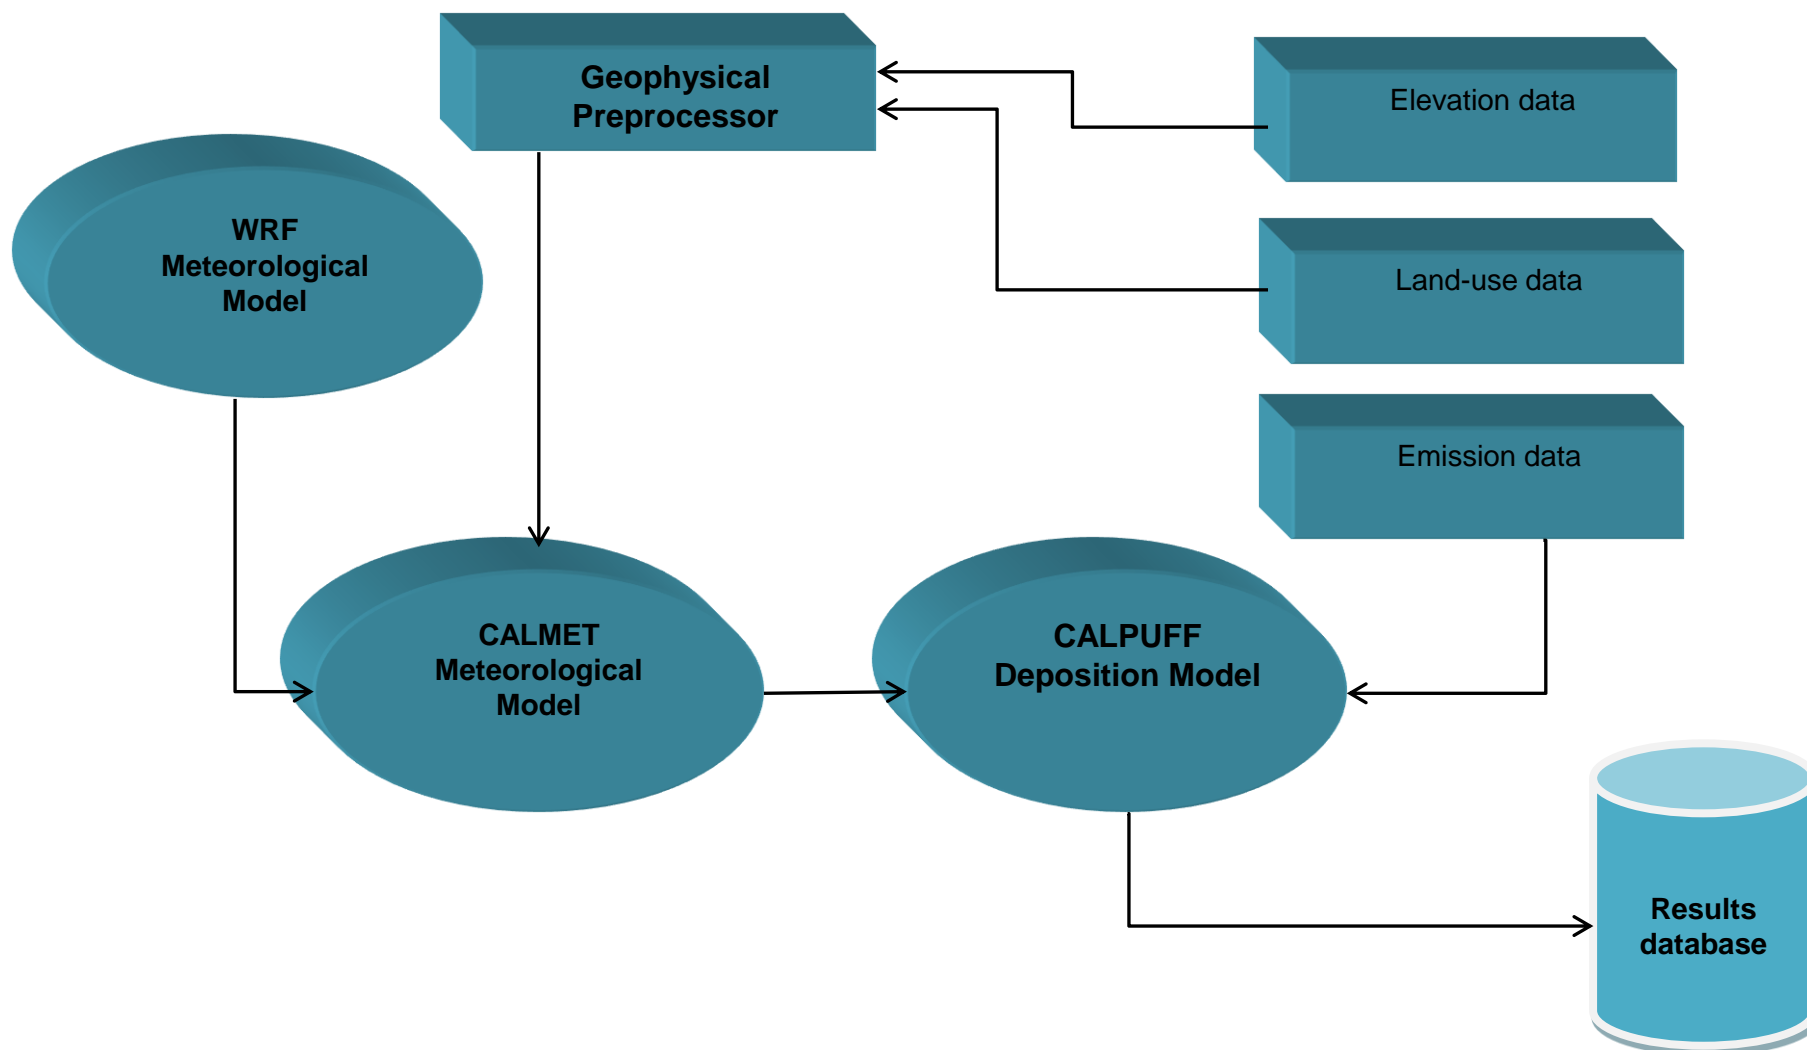 Geophysical
Preprocessor
Elevation data
WRF
Meteorological
Model
Land-use data
Emission data
CALMET
Meteorological
Model
CALPUFF
Deposition Model
Results
database